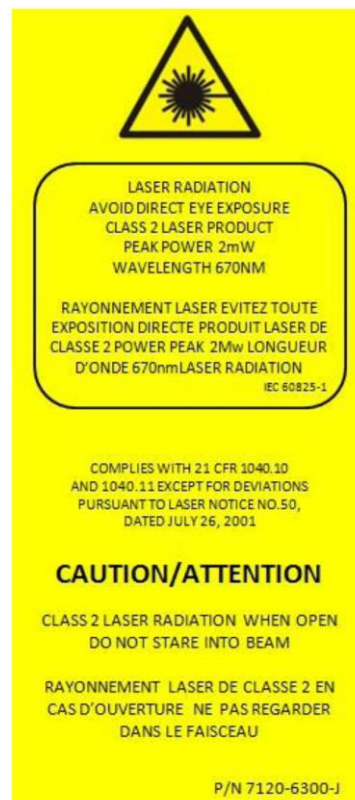 LASER RADIATION
AVOID DIRECT EYE EXPOSURE
CLASS 2 LASER PRODUCT
PEAK POWER 2mW
WAVELENGTH 670NM
RAYONNEMENT LASER EVITEZ TOUTE
EXPOSITION DIRECTE PRODUIT LASER DE
CLASSE 2 POWER PEAK 2Mw LONGUEUR
D'ONDE 670nmLASER RADIATION
IEC 60825-1
COMPLIES WITH 21 CFR 1040.10
AND 1040.11 EXCEPT FOR DEVIATIONS
PURSUANT TO LASER NOTICE NO.50,
DATED JULY 26, 2001
CAUTION/ATTENTION
CLASS 2 LASER RADIATION WHEN OPEN
DO NOT STARE INTO BEAM
RAYONNEMENT LASER DE CLASSE 2 EN
CAS D'OUVERTURE NE PAS REGARDER
DANS LE FAISCEAU
P/N 7120-6300-J